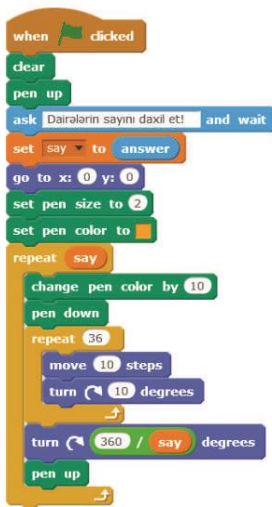 when clicked
clear
pen up
ask Dairələrin sayını daxil et! and wait
set say to answer
go to x: 0 y: 0
set pen size to 2
set pen color to
repeat say
change pen color by 10
pen down
repeat 36
move 10 steps
turn 10 degrees
turn 360 / say degrees
pen up